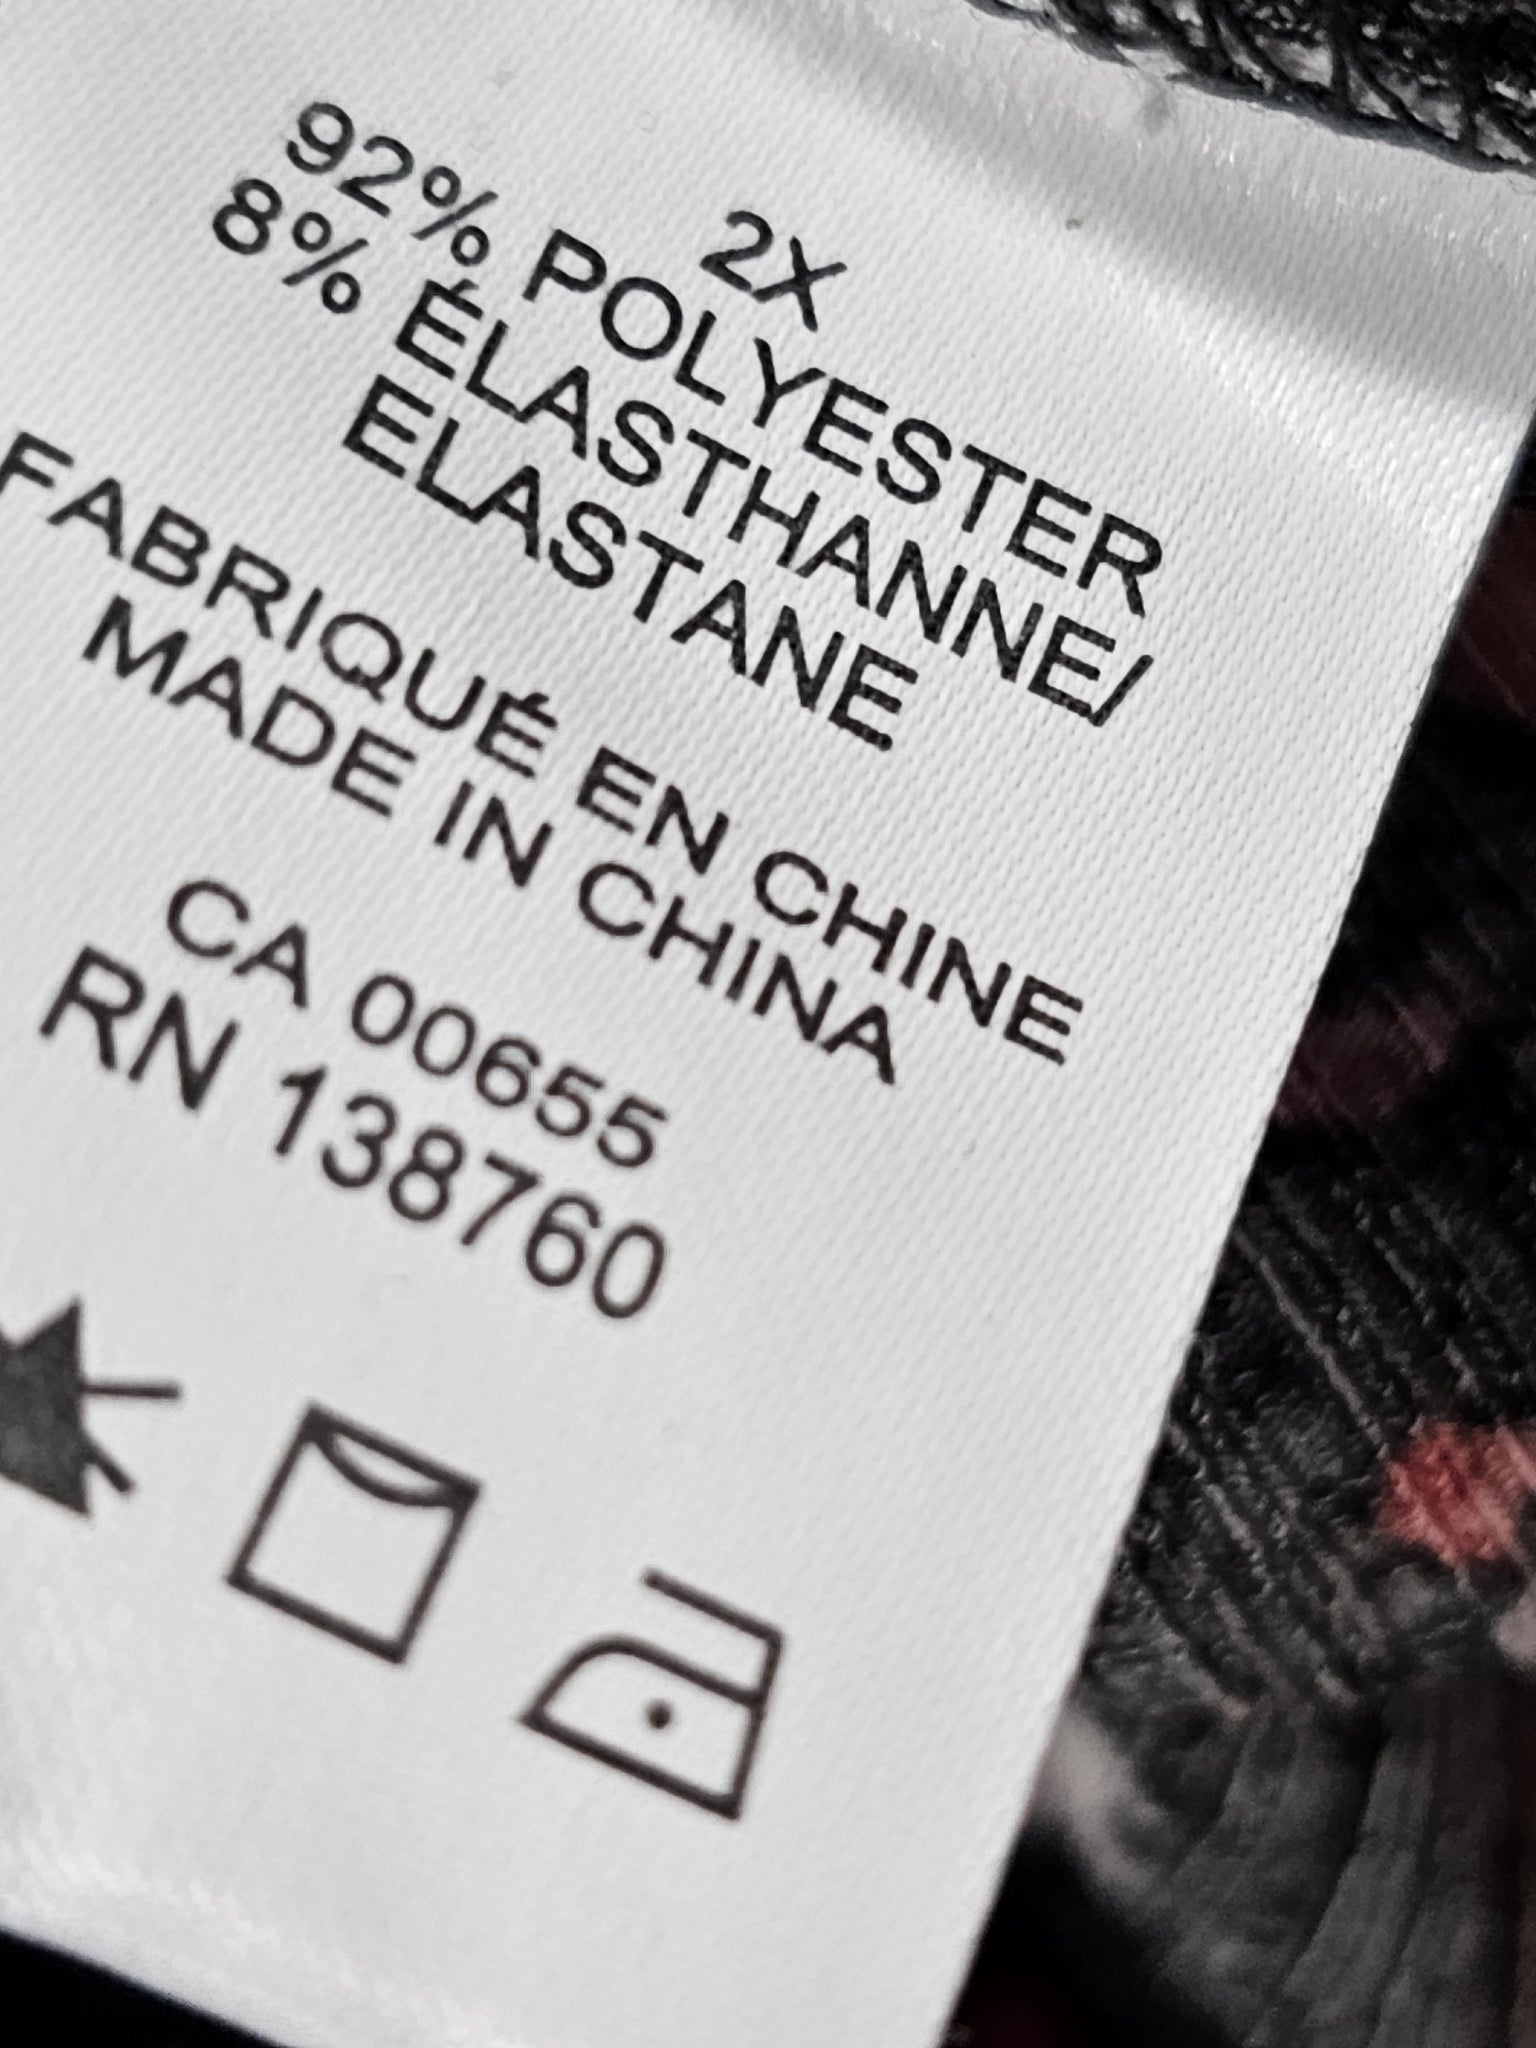 2X
92% POLYESTER
8% ÉLASTHANNE/
ELASTANE
FABRIQUÉ EN CHINE
MADE IN CHINA
CA 00655
RN 138760